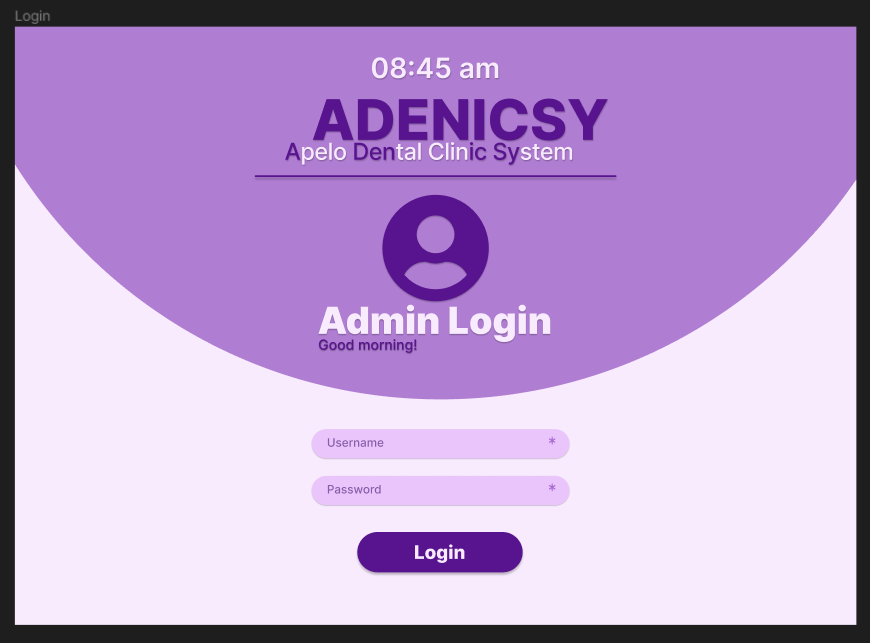 Login
08:45 am
ADENICSY
Apelo Dental Clinic System
Admin Login
Good morning!
Username *
Password *
Login